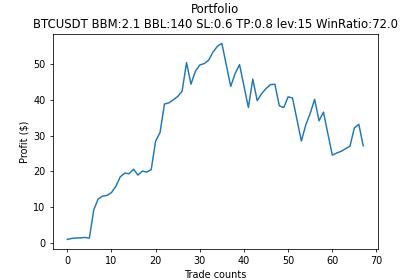 Portfolio
BTCUSDT BBM:2.1 BBL:140 SL:0.6 TP:0.8 lev:15 WinRatio:72.0
50
40
30
20
10
0
Profit ($)
0 10 20 30 40 50 60 70
Trade counts